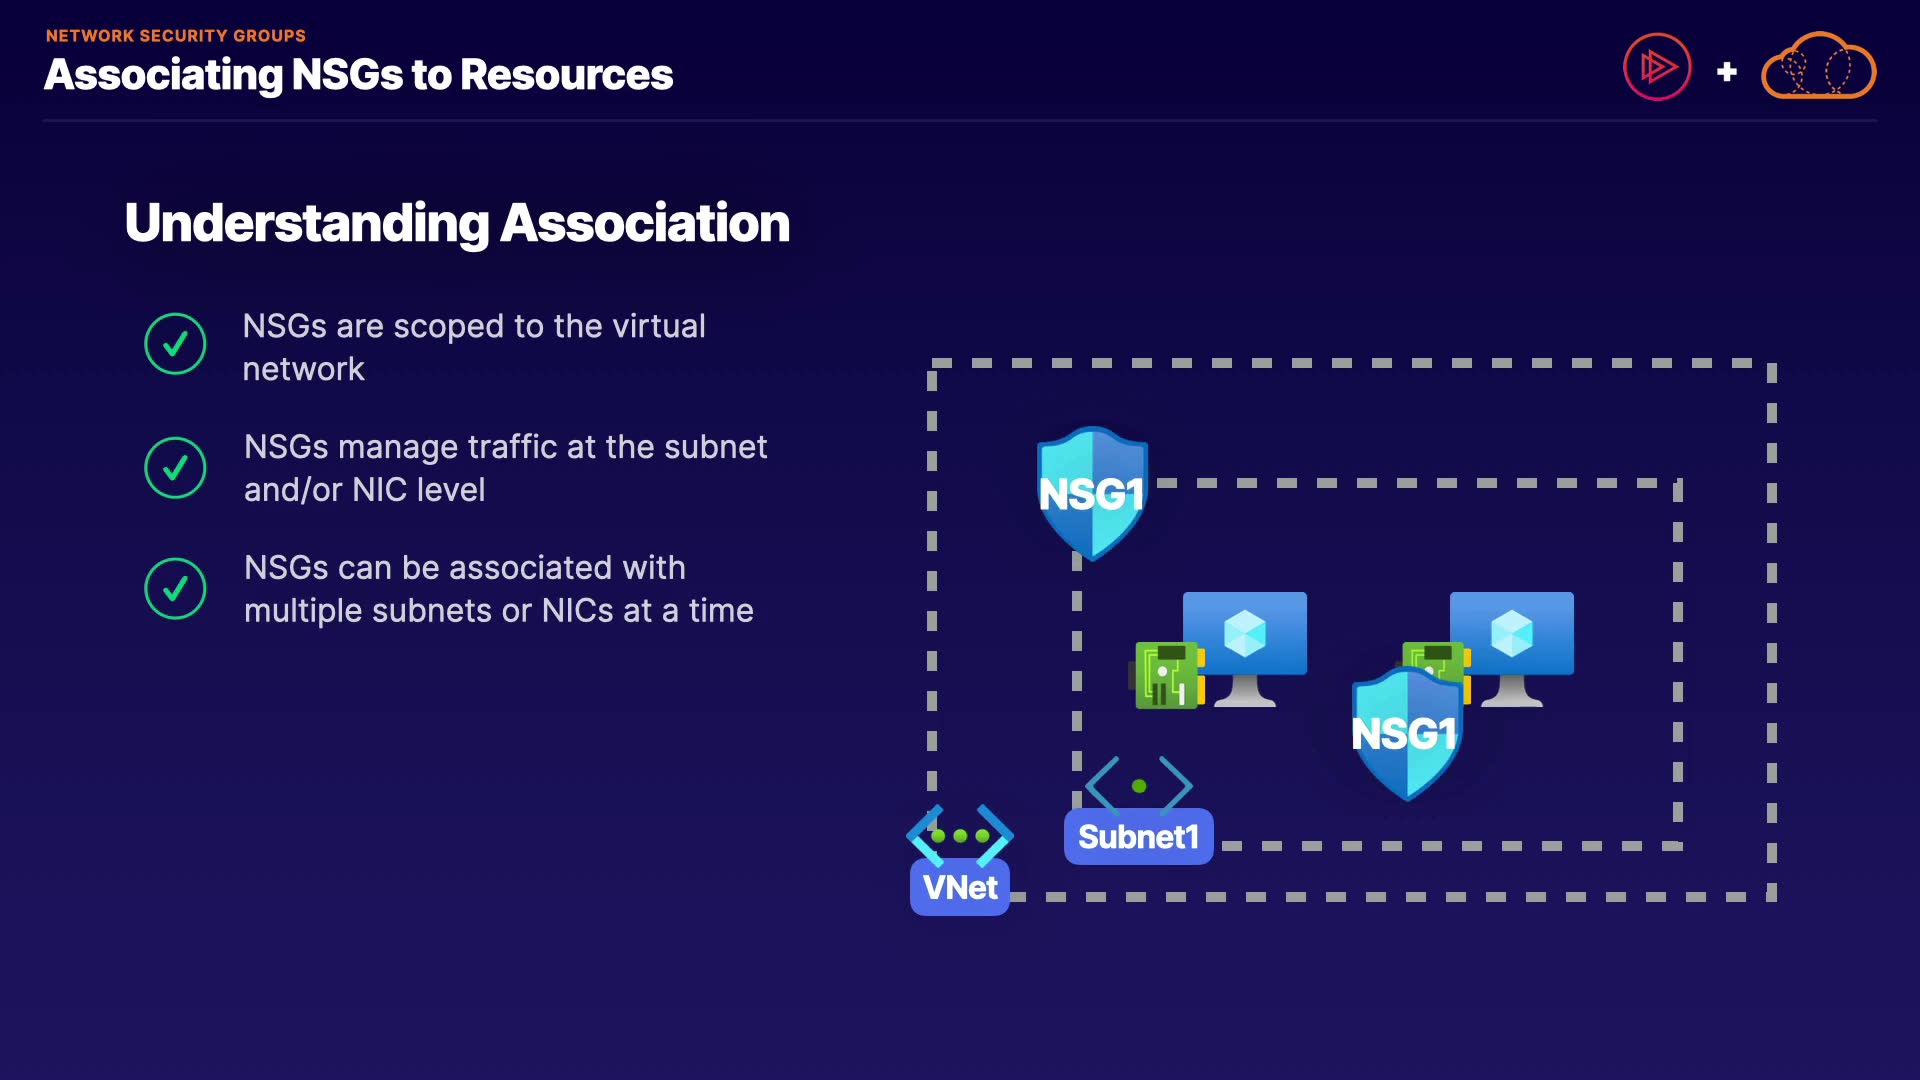 NETWORK SECURITY GROUPS
Associating NSGs to Resources
Understanding Association
NSGs are scoped to the virtual
network
NSGs manage traffic at the subnet
and/or NIC level
NSGs can be associated with
multiple subnets or NICs at a time
NSG1
NSG1
Subnet1
VNet